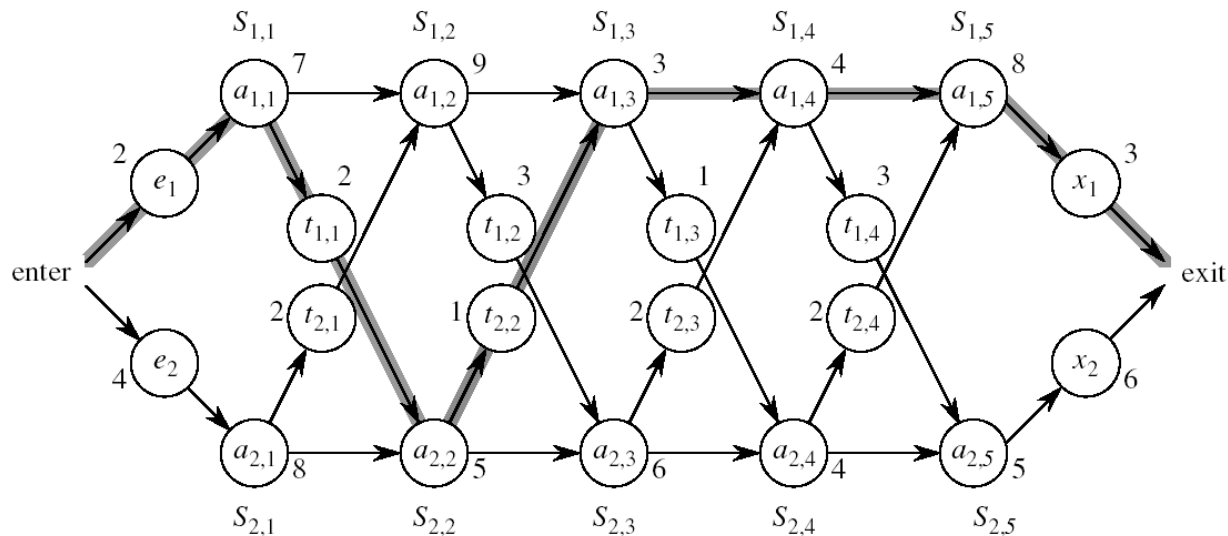 S1,1 S1,2 S1,3 S1,4 S1,5
7 9 3 4 8
a1,1 a1,2 a1,3 a1,4 a1,5
2 2 3 1 3 3
e1 t1,1 t1,2 t1,3 t1,4 x1
enter exit
2 1 2 2
t2,1 t2,2 t2,3 t2,4
e2 x2
4 6
a2,1 a2,2 a2,3 a2,4 a2,5
8 5 6 4 5
S2,1 S2,2 S2,3 S2,4 S2,5